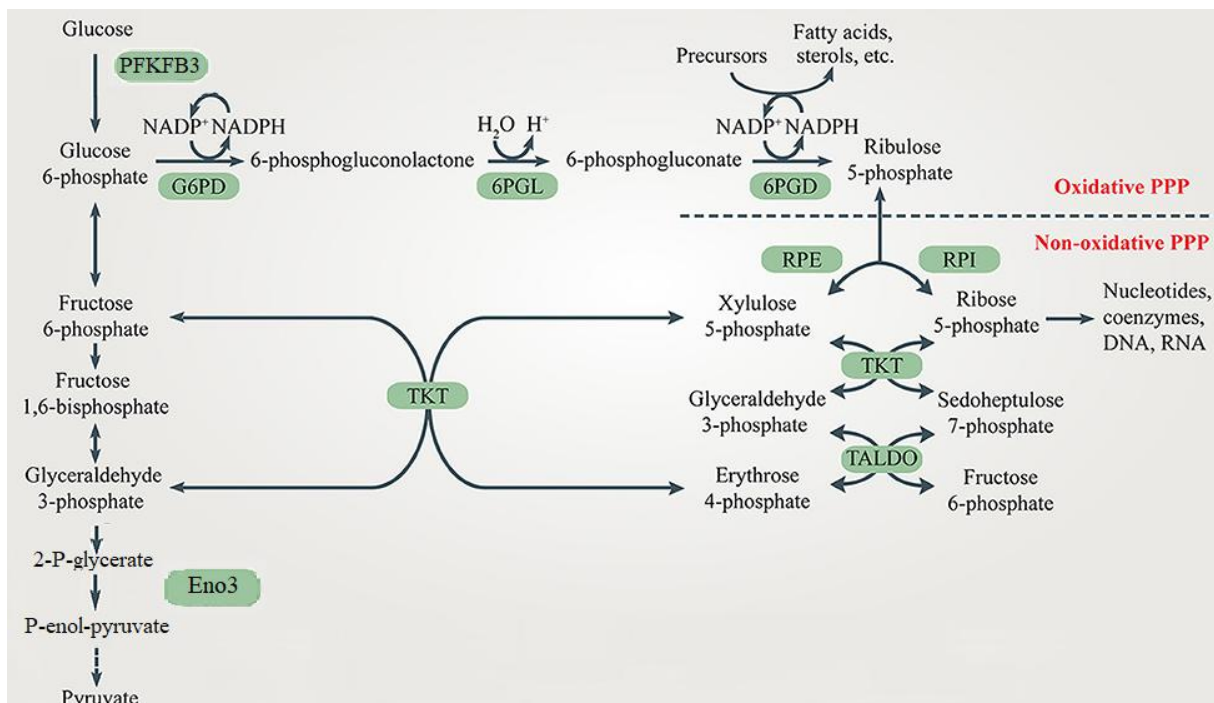 Glucose
PFKFB3
Precursors
Fatty acids,
sterols, etc.
NADP⁺ NADPH
H₂O H⁺
NADP⁺ NADPH
Glucose
6-phosphate
6-phosphogluconolactone
6-phosphogluconate
Ribulose
5-phosphate
G6PD
6PGL
6PGD
Oxidative PPP
Non-oxidative PPP
RPE
RPI
Fructose
6-phosphate
Xylulose
5-phosphate
Ribose
5-phosphate
Nucleotides,
coenzymes,
DNA, RNA
TKT
Fructose
1,6-bisphosphate
TKT
Glyceraldehyde
3-phosphate
Sedoheptulose
7-phosphate
TALDO
Glyceraldehyde
3-phosphate
Erythrose
4-phosphate
Fructose
6-phosphate
2-P-glycerate
Eno3
P-enol-pyruvate
Pyruvate